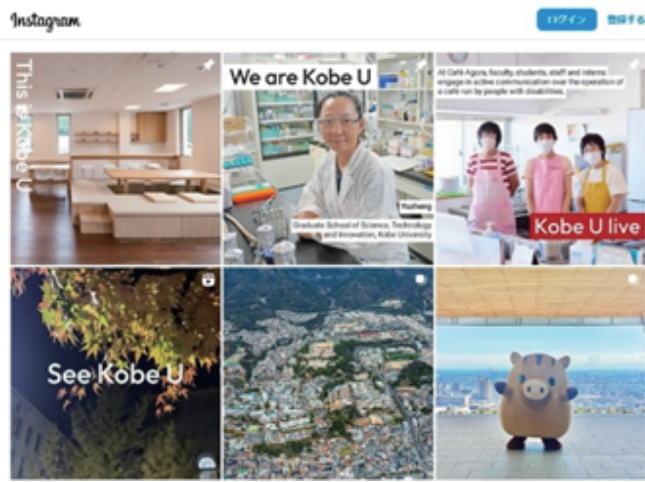 Instagram
ログイン
登録する
This is Kobe U
We are Kobe U
Yuzheng
Graduate School of Science, Technology
and Innovation, Kobe University
At Café Agora, faculty, students, staff and interns
engage in active communication over the operation of
a café run by people with disabilities.
Kobe U live
See Kobe U